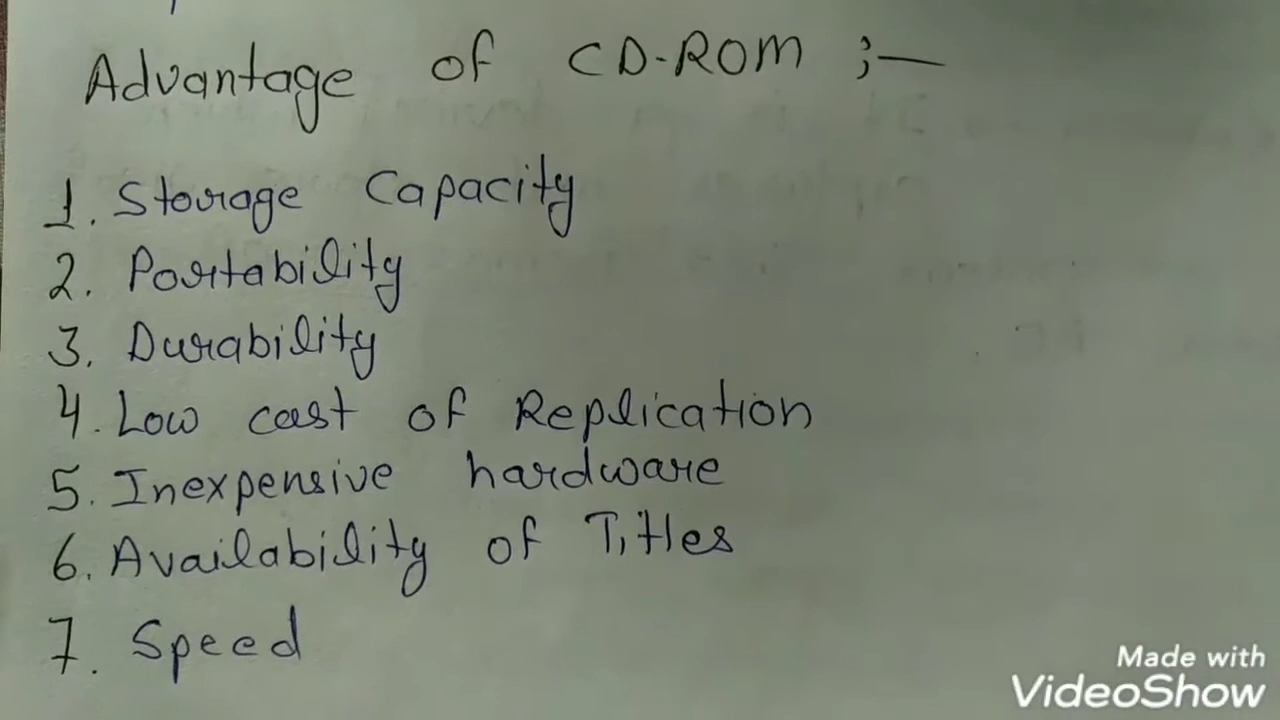 Advantage of CD-ROM ;—
1. Storage Capacity
2. Portability
3. Durability
4. Low cost of Replication
5. Inexpensive hardware
6. Availability of Titles
7. Speed
Made with
VideoShow